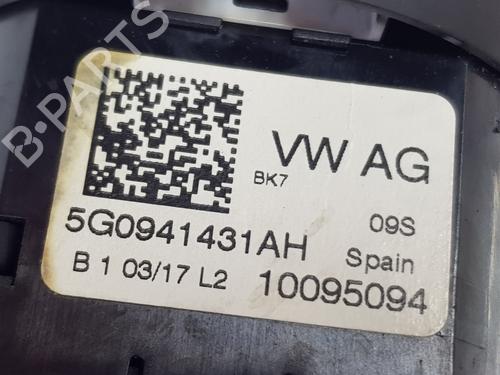 B-PARTS
VW AG
BK7
5G0941431AH
09S
Spain
B 1 03/17 L2
10095094